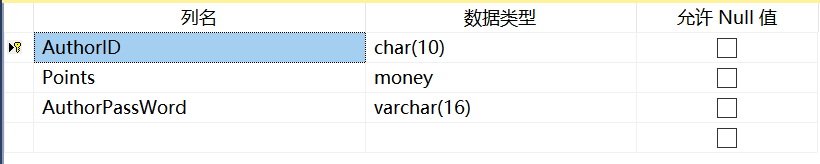 列名 数据类型 允许 Null 值
AuthorID char(10)
Points money
AuthorPassWord varchar(16)